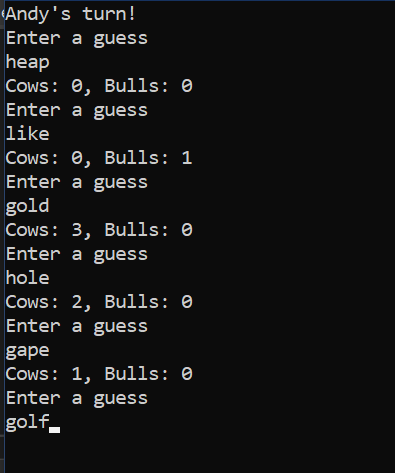 Andy's turn!
Enter a guess
heap
Cows: 0, Bulls: 0
Enter a guess
like
Cows: 0, Bulls: 1
Enter a guess
gold
Cows: 3, Bulls: 0
Enter a guess
hole
Cows: 2, Bulls: 0
Enter a guess
gape
Cows: 1, Bulls: 0
Enter a guess
golf